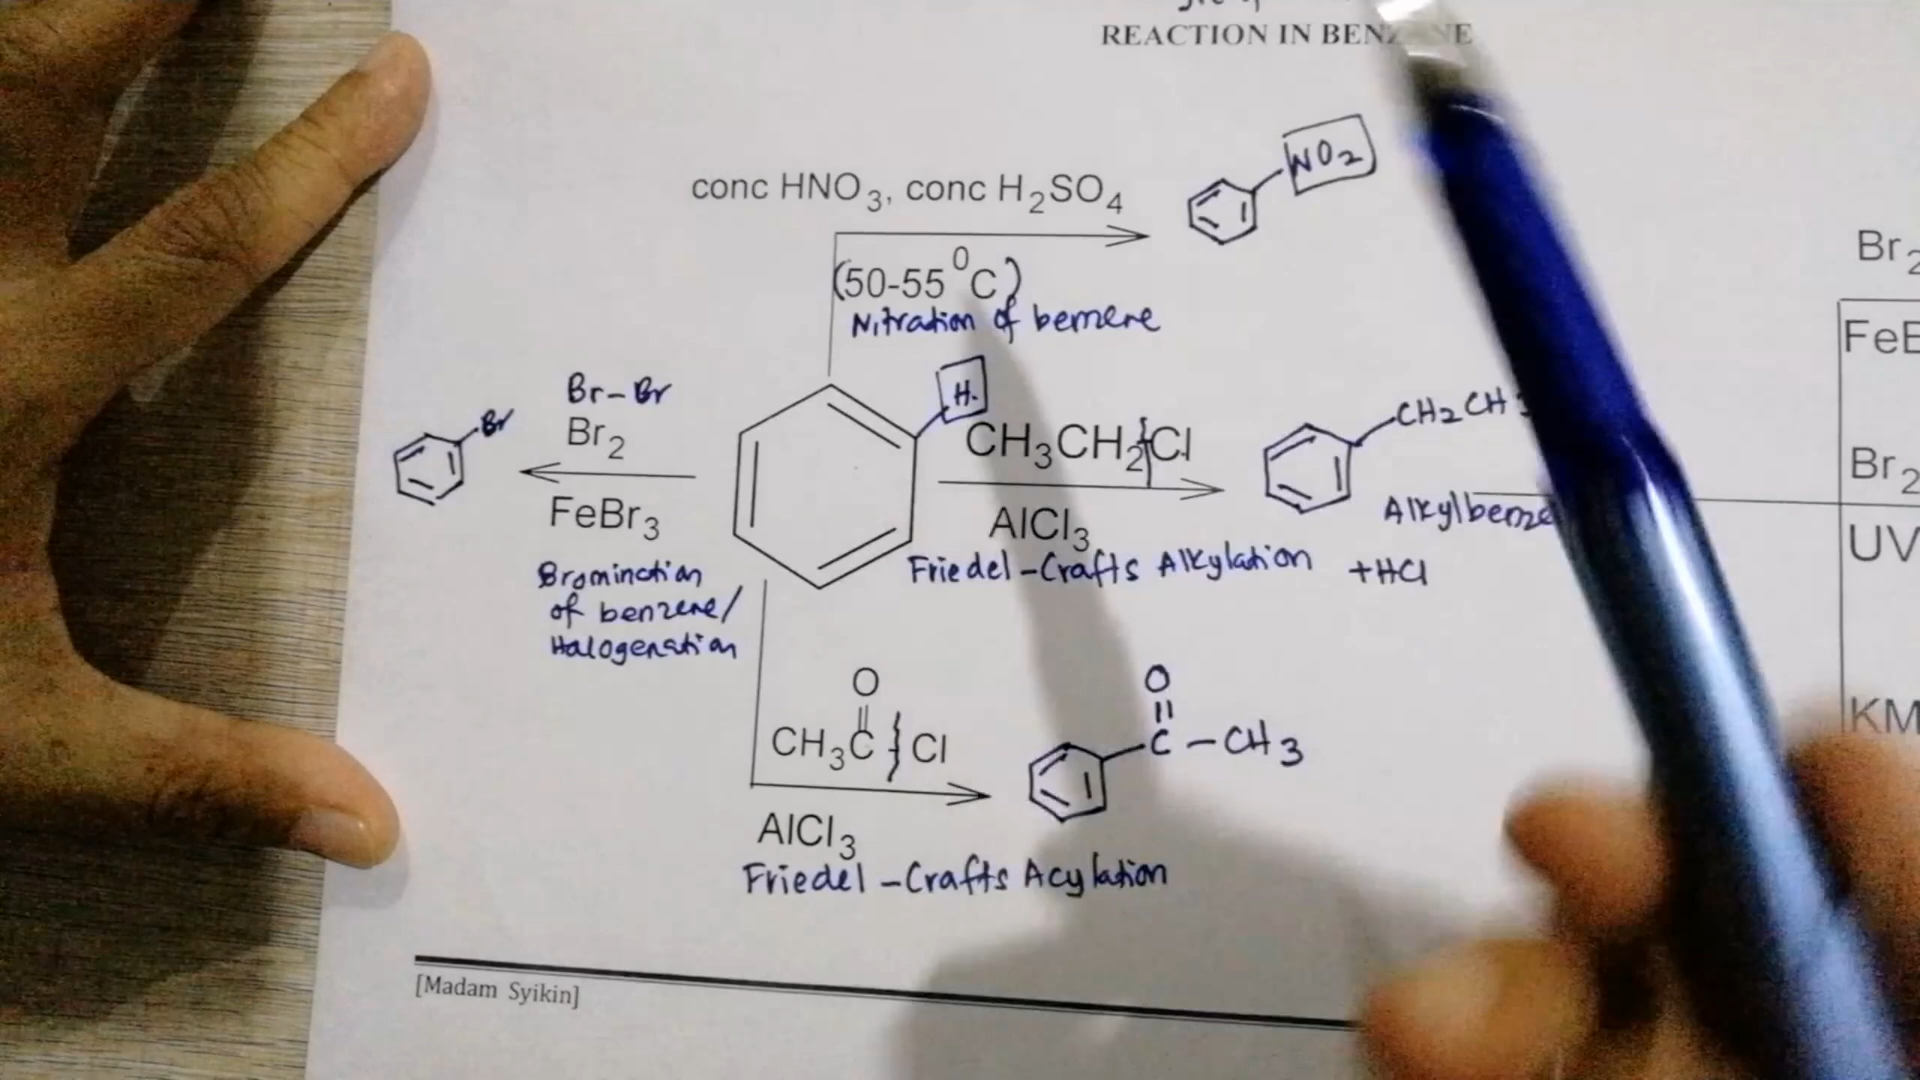 REACTION IN BENZENE
conc HNO3, conc H2SO4
NO2
(50-55 0C)
Nitration of benzene
Br2
FeB
Br-Br
Br2
FeBr3
Br
Bromination
of benzene/
Halogenation
H.
CH3CH2Cl
AlCl3
Friedel-Crafts Alkylation
CH2CH3
Alkylbenze
+HCl
Br2
UV
KM
O
CH3C Cl
AlCl3
Friedel-Crafts Acylation
O
C-CH3
[Madam Syikin]